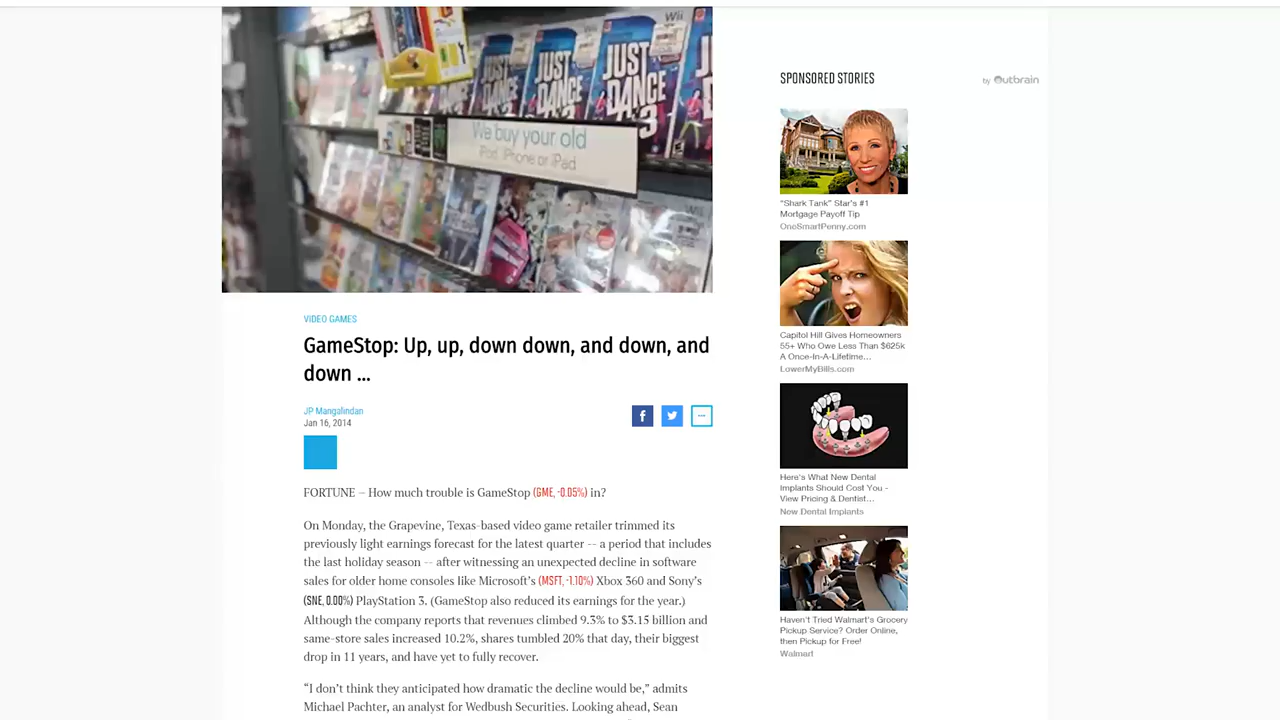 Wii
JUST
DANCE
3
JUST
DANCE
JUST
DANCE
3
We buy your old
iPod, iPhone or iPad
SPONSORED STORIES
by Outbrain
"Shark Tank" Star's #1
Mortgage Payoff Tip
OneSmartPenny.com
Capitol Hill Gives Homeowners
55+ Who Owe Less Than $625k
A Once-In-A-Lifetime...
LowerMyBills.com
Here's What New Dental
Implants Should Cost You -
View Pricing & Dentist...
New Dental Implants
Haven't Tried Walmart's Grocery
Pickup Service? Order Online,
then Pickup for Free!
Walmart
VIDEO GAMES
GameStop: Up, up, down down, and down, and
down ...
JP Mangalindan
Jan 16, 2014
FORTUNE – How much trouble is GameStop (GME, -0.05%) in?
On Monday, the Grapevine, Texas-based video game retailer trimmed its
previously light earnings forecast for the latest quarter -- a period that includes
the last holiday season -- after witnessing an unexpected decline in software
sales for older home consoles like Microsoft's (MSFT, -1.10%) Xbox 360 and Sony's
(SNE, 0.00%) PlayStation 3. (GameStop also reduced its earnings for the year.)
Although the company reports that revenues climbed 9.3% to $3.15 billion and
same-store sales increased 10.2%, shares tumbled 20% that day, their biggest
drop in 11 years, and have yet to fully recover.
“I don't think they anticipated how dramatic the decline would be,” admits
Michael Pachter, an analyst for Wedbush Securities. Looking ahead, Sean